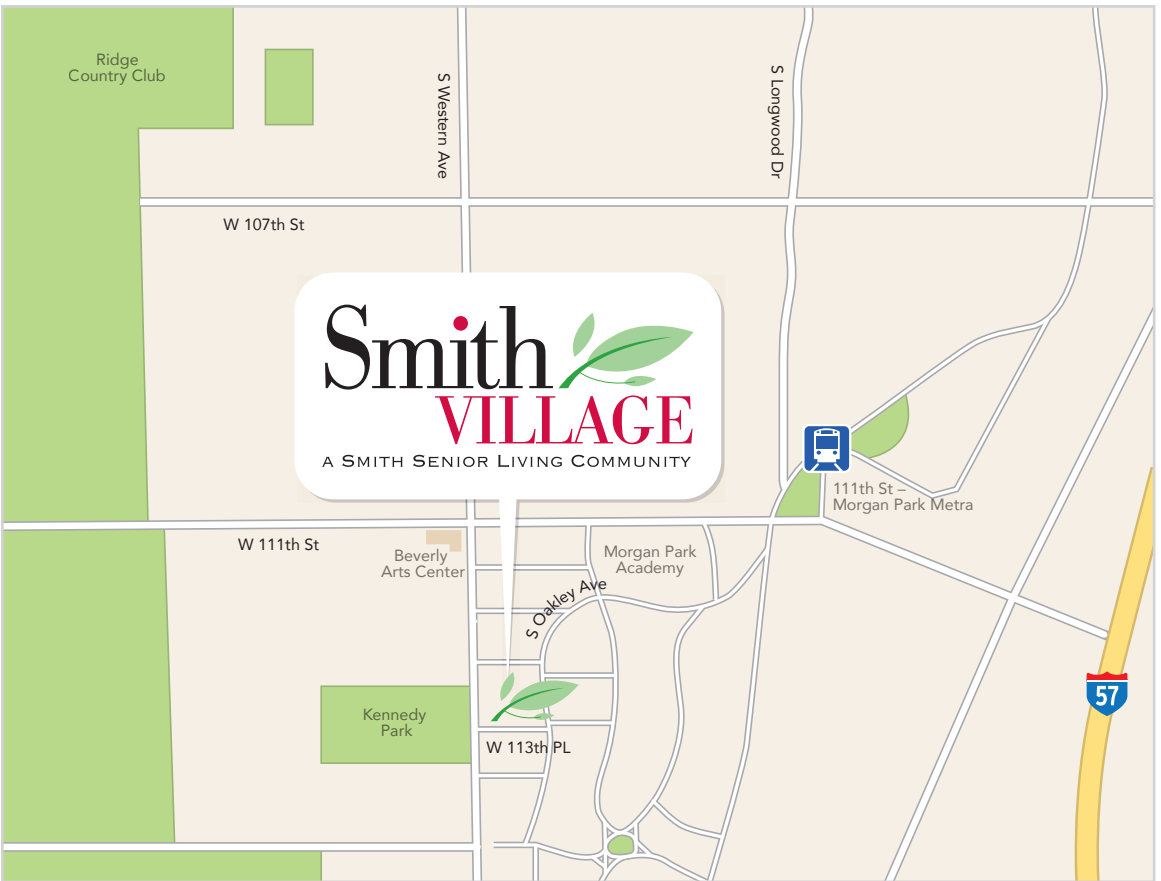 Ridge
Country Club
S Western Ave
S Longwood Dr
W 107th St
Smith
VILLAGE
A SMITH SENIOR LIVING COMMUNITY
111th St –
Morgan Park Metra
W 111th St
Beverly
Arts Center
Morgan Park
Academy
S Oakley Ave
57
Kennedy
Park
W 113th PL